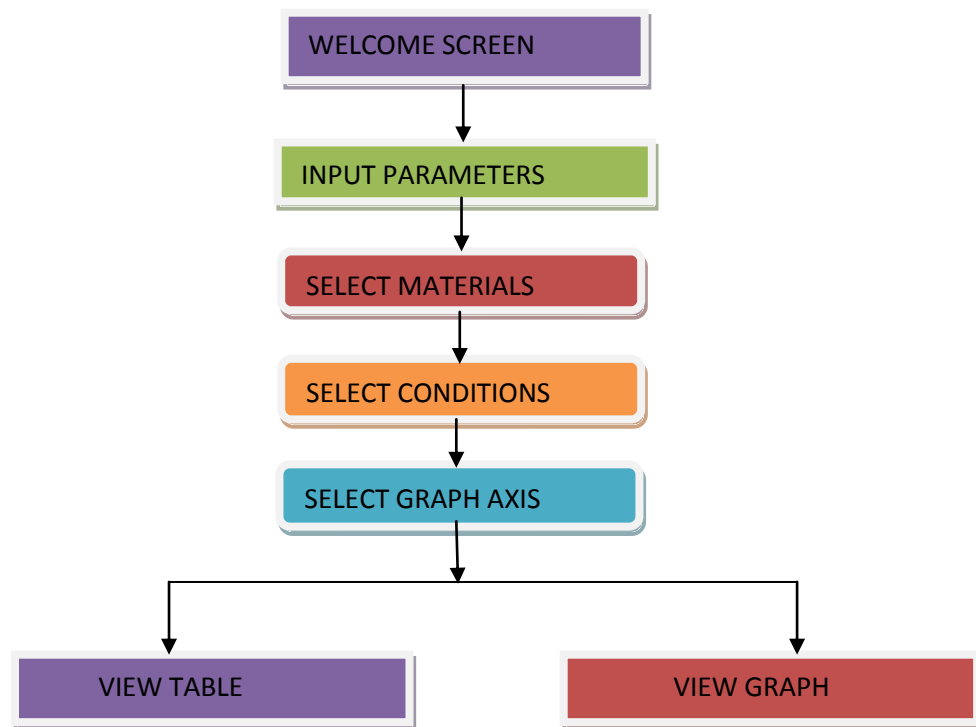 WELCOME SCREEN
INPUT PARAMETERS
SELECT MATERIALS
SELECT CONDITIONS
SELECT GRAPH AXIS
VIEW TABLE
VIEW GRAPH